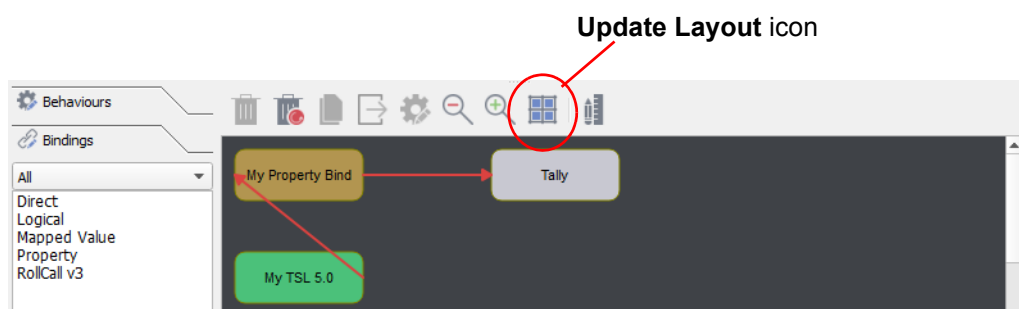 Update Layout icon
Behaviours
Bindings
All
Direct
Logical
Mapped Value
Property
RollCall v3
My Property Bind
Tally
My TSL 5.0